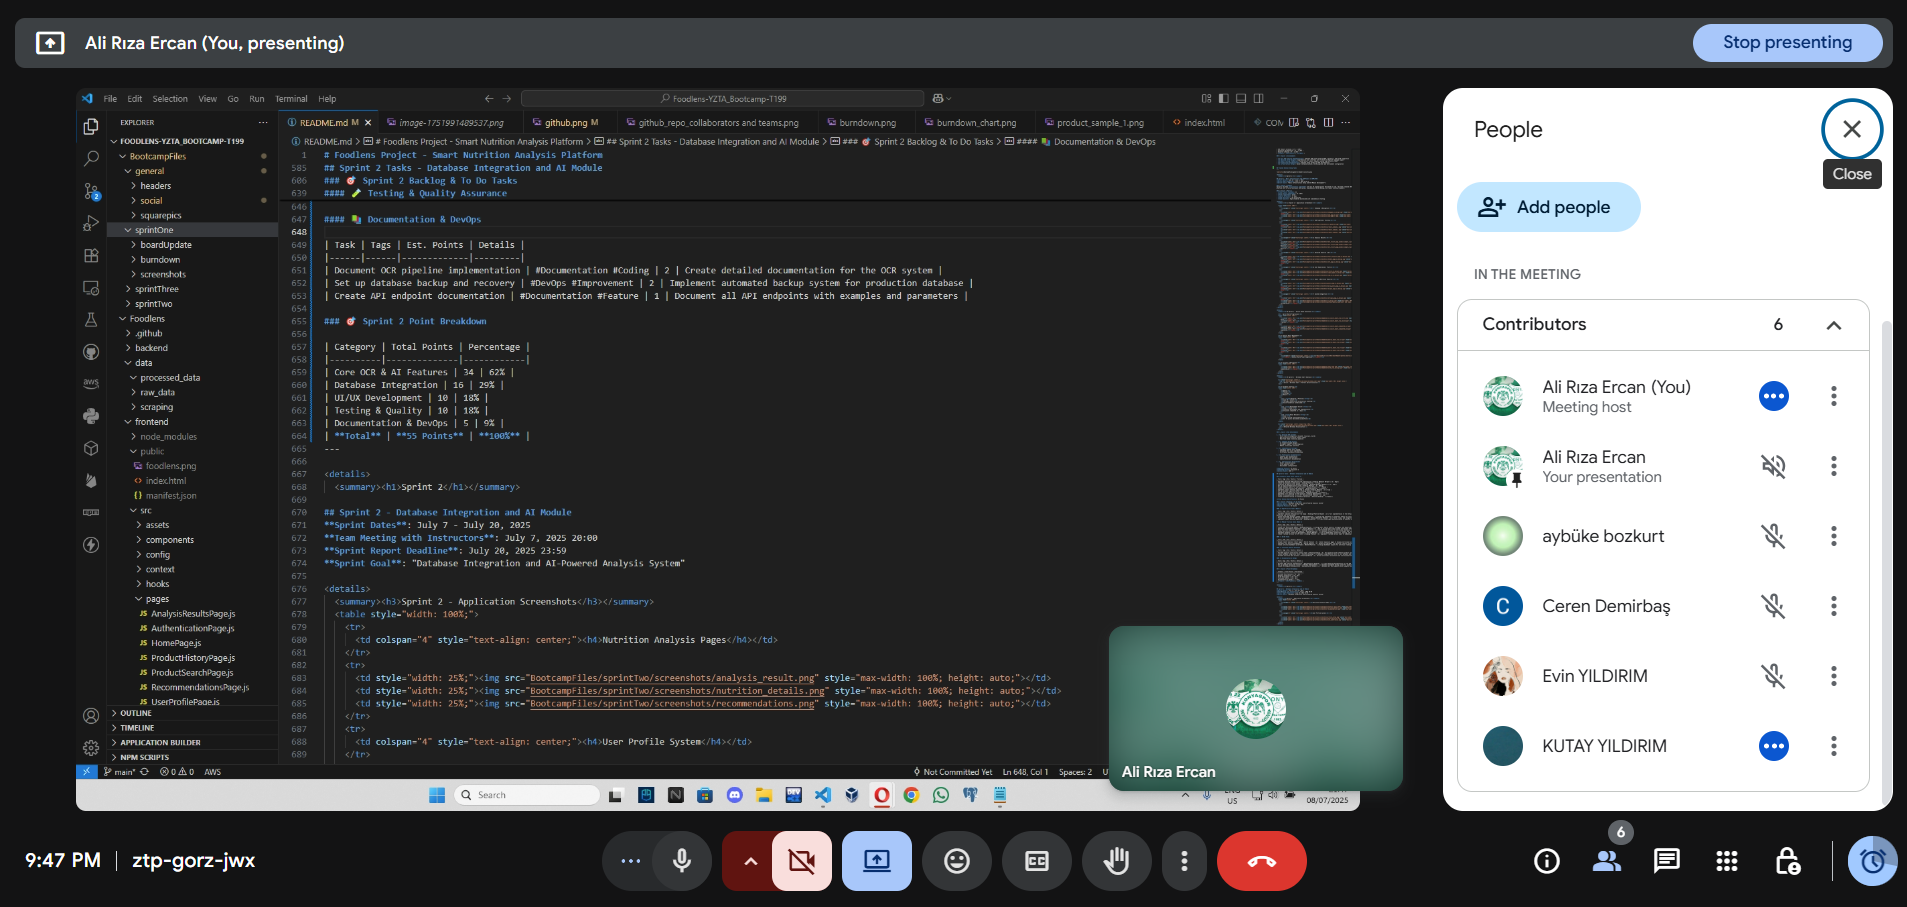 Ali Rıza Ercan (You, presenting)
Stop presenting
File Edit Selection View Go Run Terminal Help
Foodlens-YZTA_Bootcamp-T199
EXPLORER
FOODLENS-YZTA_BOOTCAMP-T199
BootcampFiles
general
headers
social
squarepics
sprintOne
boardUpdate
burndown
screenshots
sprintThree
sprintTwo
Foodlens
.github
backend
data
processed_data
raw_data
scraping
frontend
node_modules
public
foodlens.png
index.html
manifest.json
src
assets
components
config
context
hooks
pages
AnalysisResultsPage.js
AuthenticationPage.js
HomePage.js
ProductHistoryPage.js
ProductSearchPage.js
RecommendationsPage.js
UserProfilePage.js
OUTLINE
TIMELINE
APPLICATION BUILDER
NPM SCRIPTS
README.md M
image-1751991489537.png
github.png M
github_repo_collaborators and teams.png
burndown.png
burndown_chart.png
product_sample_1.png
index.html
README.md > # Foodlens Project - Smart Nutrition Analysis Platform > ## Sprint 2 Tasks - Database Integration and AI Module > ### 🎯 Sprint 2 Backlog & To Do Tasks > #### 📚 Documentation & DevOps
1 # Foodlens Project - Smart Nutrition Analysis Platform
585 ## Sprint 2 Tasks - Database Integration and AI Module
606 ### 🎯 Sprint 2 Backlog & To Do Tasks
639 #### 🧪 Testing & Quality Assurance
646
647 #### 📚 Documentation & DevOps
648
649 | Task | Tags | Est. Points | Details |
650 |------|------|-------------|---------|
651 | Document OCR pipeline implementation | #Documentation #Coding | 2 | Create detailed documentation for the OCR system |
652 | Set up database backup and recovery | #DevOps #Improvement | 2 | Implement automated backup system for production database |
653 | Create API endpoint documentation | #Documentation #Feature | 1 | Document all API endpoints with examples and parameters |
654
655 ### 🎯 Sprint 2 Point Breakdown
656
657 | Category | Total Points | Percentage |
658 |----------|--------------|------------|
659 | Core OCR & AI Features | 34 | 62% |
660 | Database Integration | 16 | 29% |
661 | UI/UX Development | 10 | 18% |
662 | Testing & Quality | 10 | 18% |
663 | Documentation & DevOps | 5 | 9% |
664 | **Total** | **55 Points** | **100%** |
665 ---
666
667 <details>
668 <summary><h1>Sprint 2</h1></summary>
669
670 ## Sprint 2 - Database Integration and AI Module
671 **Sprint Dates**: July 7 - July 20, 2025
672 **Team Meeting with Instructors**: July 7, 2025 20:00
673 **Sprint Report Deadline**: July 20, 2025 23:59
674 **Sprint Goal**: "Database Integration and AI-Powered Analysis System"
675
676 <details>
677 <summary><h3>Sprint 2 - Application Screenshots</h3></summary>
678 <table style="width: 100%;">
679 <tr>
680 <td colspan="4" style="text-align: center;"><h4>Nutrition Analysis Pages</h4></td>
681 </tr>
682 <tr>
683 <td style="width: 25%;"><img src="BootcampFiles/sprintTwo/screenshots/analysis_result.png" style="max-width: 100%; height: auto;"></td>
684 <td style="width: 25%;"><img src="BootcampFiles/sprintTwo/screenshots/nutrition_details.png" style="max-width: 100%; height: auto;"></td>
685 <td style="width: 25%;"><img src="BootcampFiles/sprintTwo/screenshots/recommendations.png" style="max-width: 100%; height: auto;"></td>
686 </tr>
687 <tr>
688 <td colspan="4" style="text-align: center;"><h4>User Profile System</h4></td>
689 </tr>
main* 0 0 AWS
Not Committed Yet Ln 648, Col 1 Spaces: 2
Search
US
08/07/2025
Ali Rıza Ercan
People
Close
Add people
IN THE MEETING
Contributors 6
Ali Rıza Ercan (You)
Meeting host
Ali Rıza Ercan
Your presentation
aybüke bozkurt
C
Ceren Demirbaş
Evin YILDIRIM
KUTAY YILDIRIM
9:47 PM | ztp-gorz-jwx
6